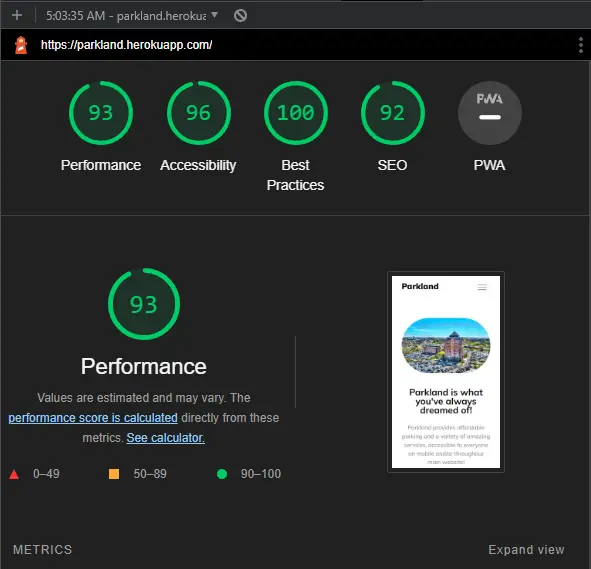 5:03:35 AM - parkland.heroku
https://parkland.herokuapp.com/
93
96
100
92
PWA
Performance
Accessibility
Best
Practices
SEO
PWA
93
Performance
Values are estimated and may vary. The
performance score is calculated directly from these
metrics. See calculator.
0–49
50–89
90–100
Parkland
Parkland is what
you've always
dreamed of!
Parkland provides affordable
parking and a variety of amazing
services, accessible to everyone
on mobile and/or throughour
main website!
METRICS
Expand view